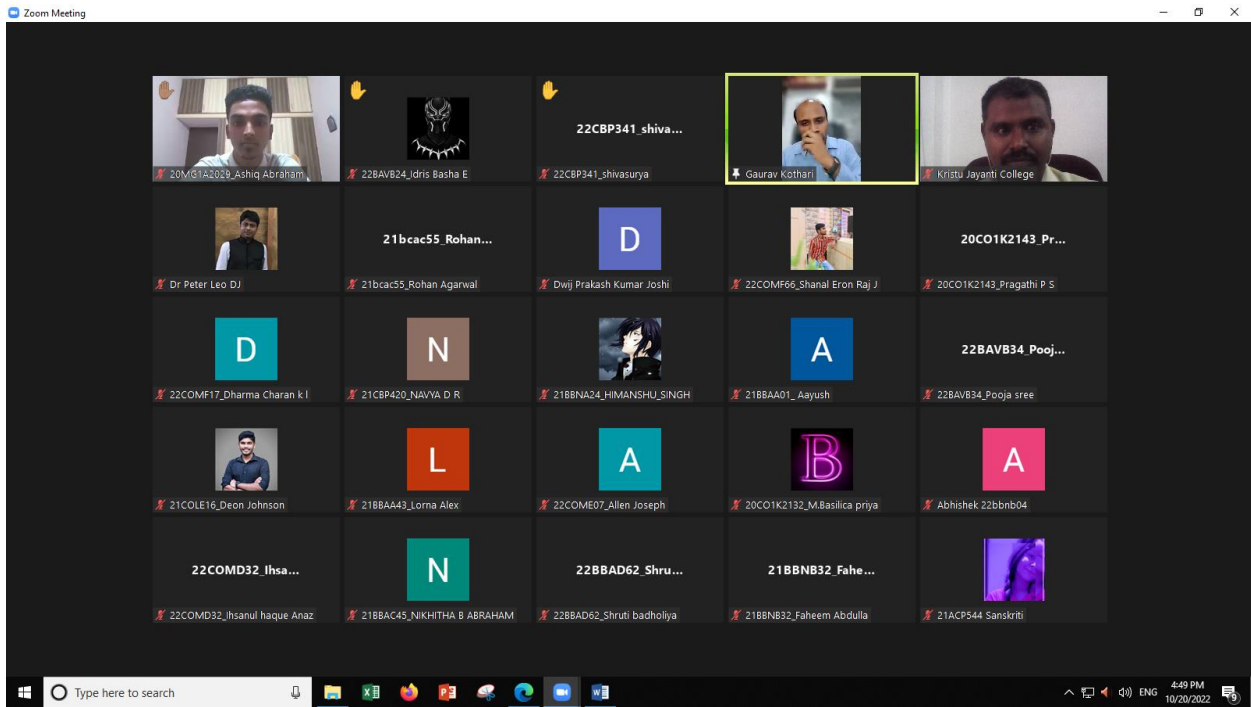 Zoom Meeting
22CBP341_shiva...
20MG1A2029_Ashiq Abraham
22BAVB24_Idris Basha E
22CBP341_shivasurya
Gaurav Kothari
Kristu Jayanti College
21bcac55_Rohan...
D
20CO1K2143_Pr...
Dr Peter Leo DJ
21bcac55_Rohan Agarwal
Dwij Prakash Kumar Joshi
22COMF66_Shanal Eron Raj J
20CO1K2143_Pragathi P S
D
N
A
22BAVB34_Pooj...
22COMF17_Dharma Charan k l
21CBP420_NAVYA D R
21BBNA24_HIMANSHU_SINGH
21BBAA01_ Aayush
22BAVB34_Pooja sree
L
A
B
A
21COLE16_Deon Johnson
21BBAA43_Lorna Alex
22COME07_Allen Joseph
20CO1K2132_M.Basilica priya
Abhishek 22bbnb04
22COMD32_Ihsa...
N
22BBAD62_Shru...
21BBNB32_Fahe...
22COMD32_Ihsanul haque Anaz
21BBAC45_NIKHITHA B ABRAHAM
22BBAD62_Shruti badholiya
21BBNB32_Faheem Abdulla
21ACP544 Sanskriti
Type here to search
ENG
4:49 PM
10/20/2022
9